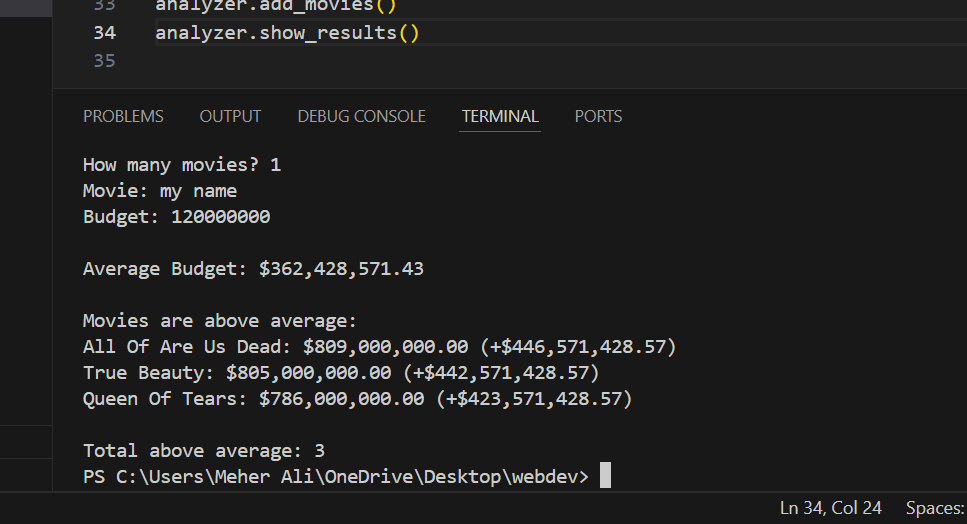 33 analyzer.add_movies()
34 analyzer.show_results()
35
PROBLEMS OUTPUT DEBUG CONSOLE TERMINAL PORTS
How many movies? 1
Movie: my name
Budget: 120000000
Average Budget: $362,428,571.43
Movies are above average:
All Of Are Us Dead: $809,000,000.00 (+$446,571,428.57)
True Beauty: $805,000,000.00 (+$442,571,428.57)
Queen Of Tears: $786,000,000.00 (+$423,571,428.57)
Total above average: 3
PS C:\Users\Meher Ali\OneDrive\Desktop\webdev>
Ln 34, Col 24 Spaces: